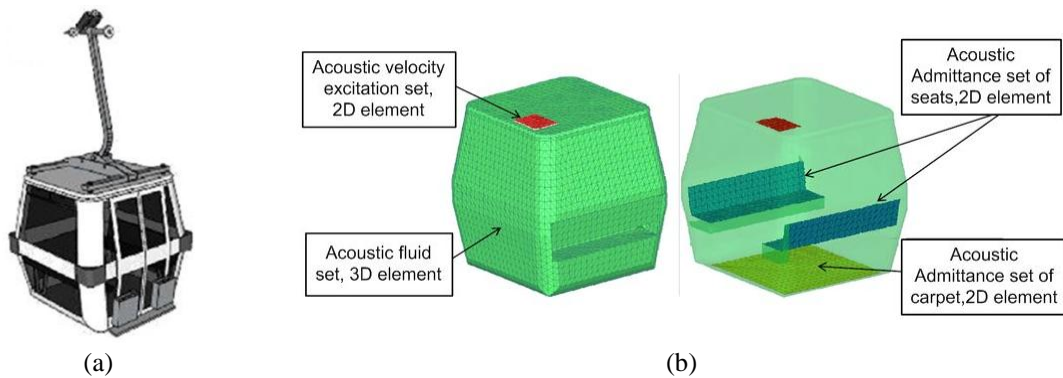 Acoustic velocity
excitation set,
2D element
Acoustic fluid
set, 3D element
Acoustic
Admittance set of
seats,2D element
Acoustic
Admittance set of
carpet,2D element
(a)
(b)